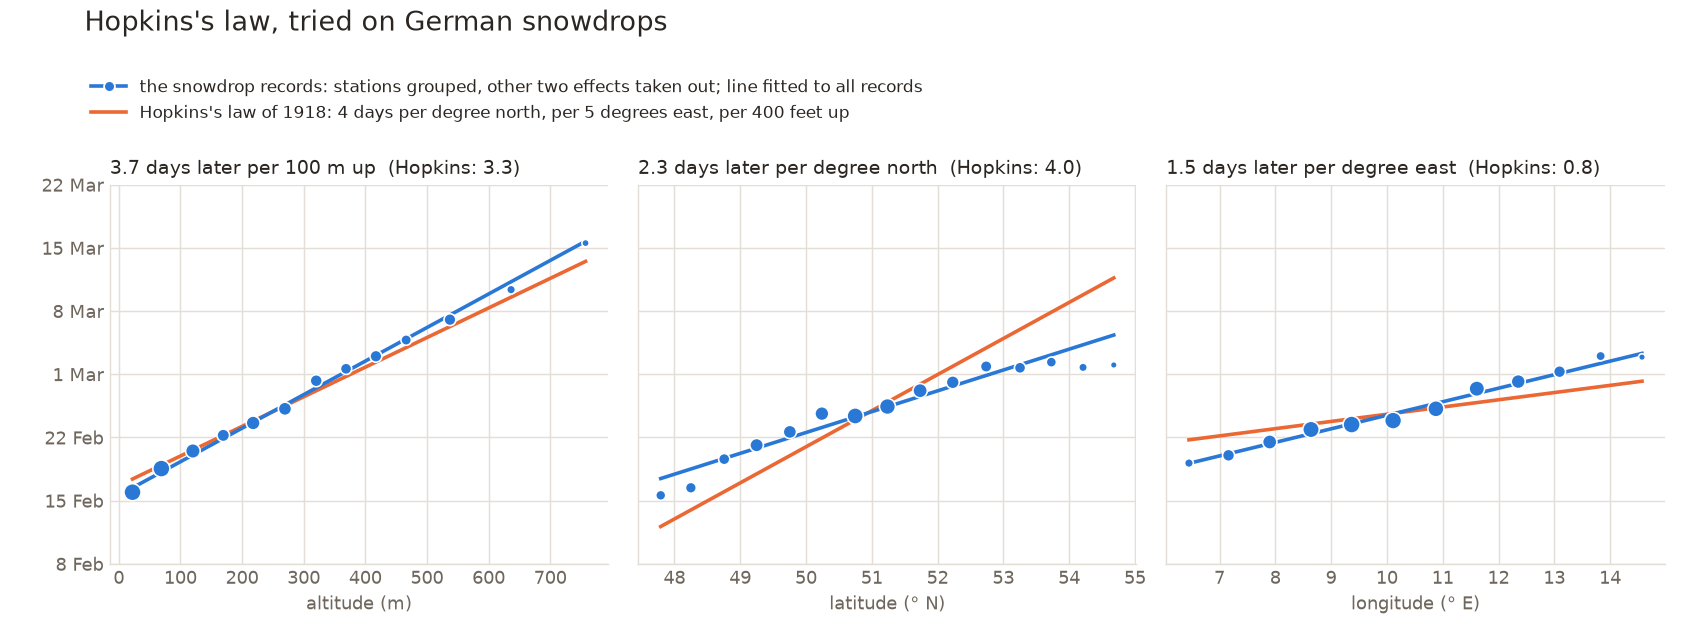 Hopkins's law, tried on German snowdrops
the snowdrop records: stations grouped, other two effects taken out; line fitted to all records
Hopkins's law of 1918: 4 days per degree north, per 5 degrees east, per 400 feet up
3.7 days later per 100 m up (Hopkins: 3.3)
2.3 days later per degree north (Hopkins: 4.0)
1.5 days later per degree east (Hopkins: 0.8)
22 Mar
15 Mar
8 Mar
1 Mar
22 Feb
15 Feb
8 Feb
0 100 200 300 400 500 600 700
48 49 50 51 52 53 54 55
7 8 9 10 11 12 13 14
altitude (m)
latitude (° N)
longitude (° E)